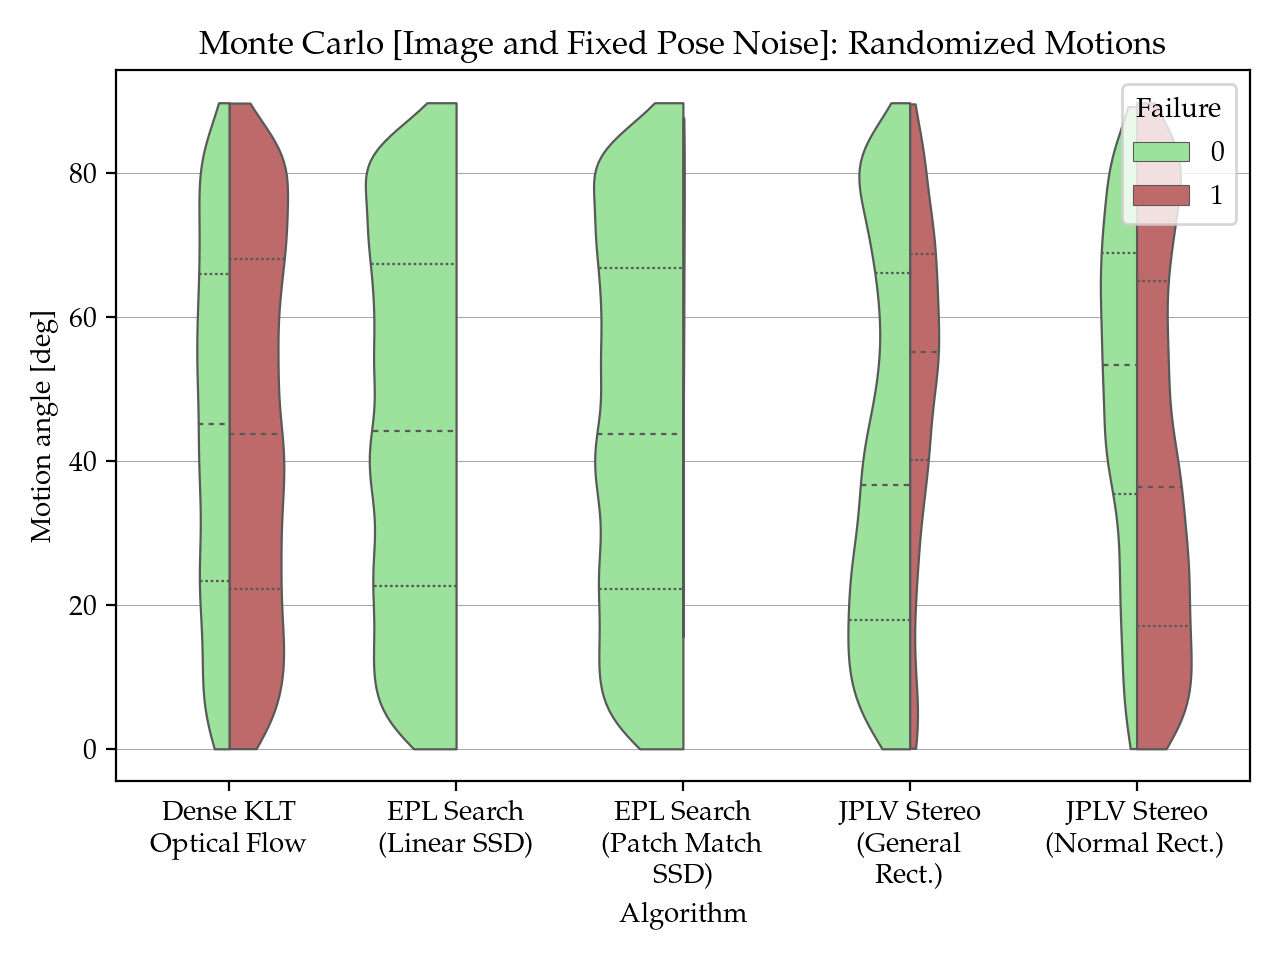 Monte Carlo [Image and Fixed Pose Noise]: Randomized Motions
Failure
0
1
80
60
40
20
0
Motion angle [deg]
Dense KLT
Optical Flow
EPL Search
(Linear SSD)
EPL Search
(Patch Match
SSD)
JPLV Stereo
(General
Rect.)
JPLV Stereo
(Normal Rect.)
Algorithm